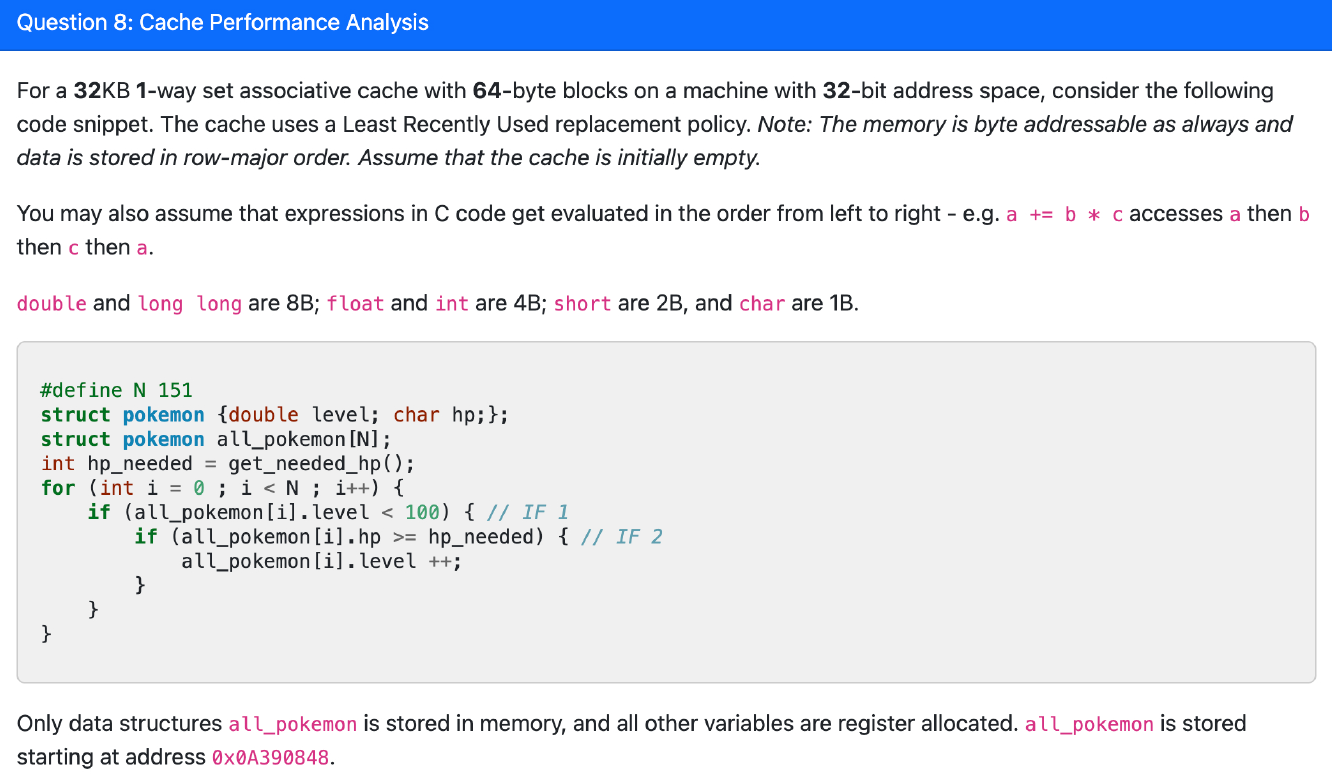 Question 8: Cache Performance Analysis
For a 32KB 1-way set associative cache with 64-byte blocks on a machine with 32-bit address space, consider the following
code snippet. The cache uses a Least Recently Used replacement policy. Note: The memory is byte addressable as always and
data is stored in row-major order. Assume that the cache is initially empty.
You may also assume that expressions in C code get evaluated in the order from left to right - e.g. a += b * c accesses a then b
then c then a.
double and long long are 8B; float and int are 4B; short are 2B, and char are 1B.
#define N 151
struct pokemon {double level; char hp;};
struct pokemon all_pokemon[N];
int hp_needed = get_needed_hp();
for (int i = 0 ; i < N ; i++) {
    if (all_pokemon[i].level < 100) { // IF 1
        if (all_pokemon[i].hp >= hp_needed) { // IF 2
            all_pokemon[i].level ++;
        }
    }
}
Only data structures all_pokemon is stored in memory, and all other variables are register allocated. all_pokemon is stored
starting at address 0x0A390848.